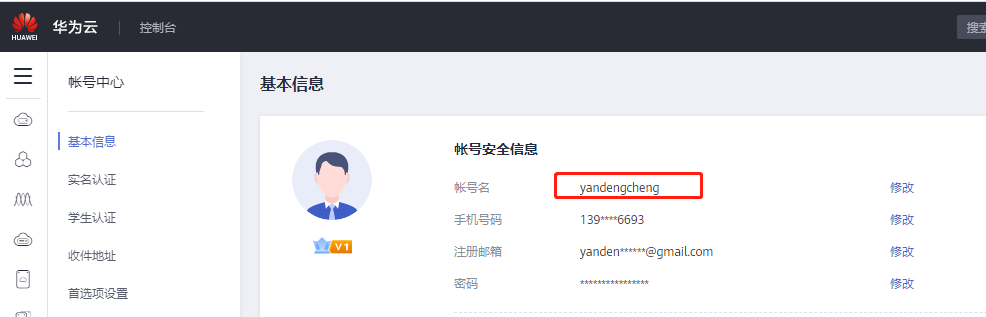 HUAWEI
华为云
控制台
搜索
帐号中心
基本信息
实名认证
学生认证
收件地址
首选项设置
基本信息
V1
帐号安全信息
帐号名 yandengcheng 修改
手机号码 139****6693 修改
注册邮箱 yanden******@gmail.com 修改
密码 **************** 修改